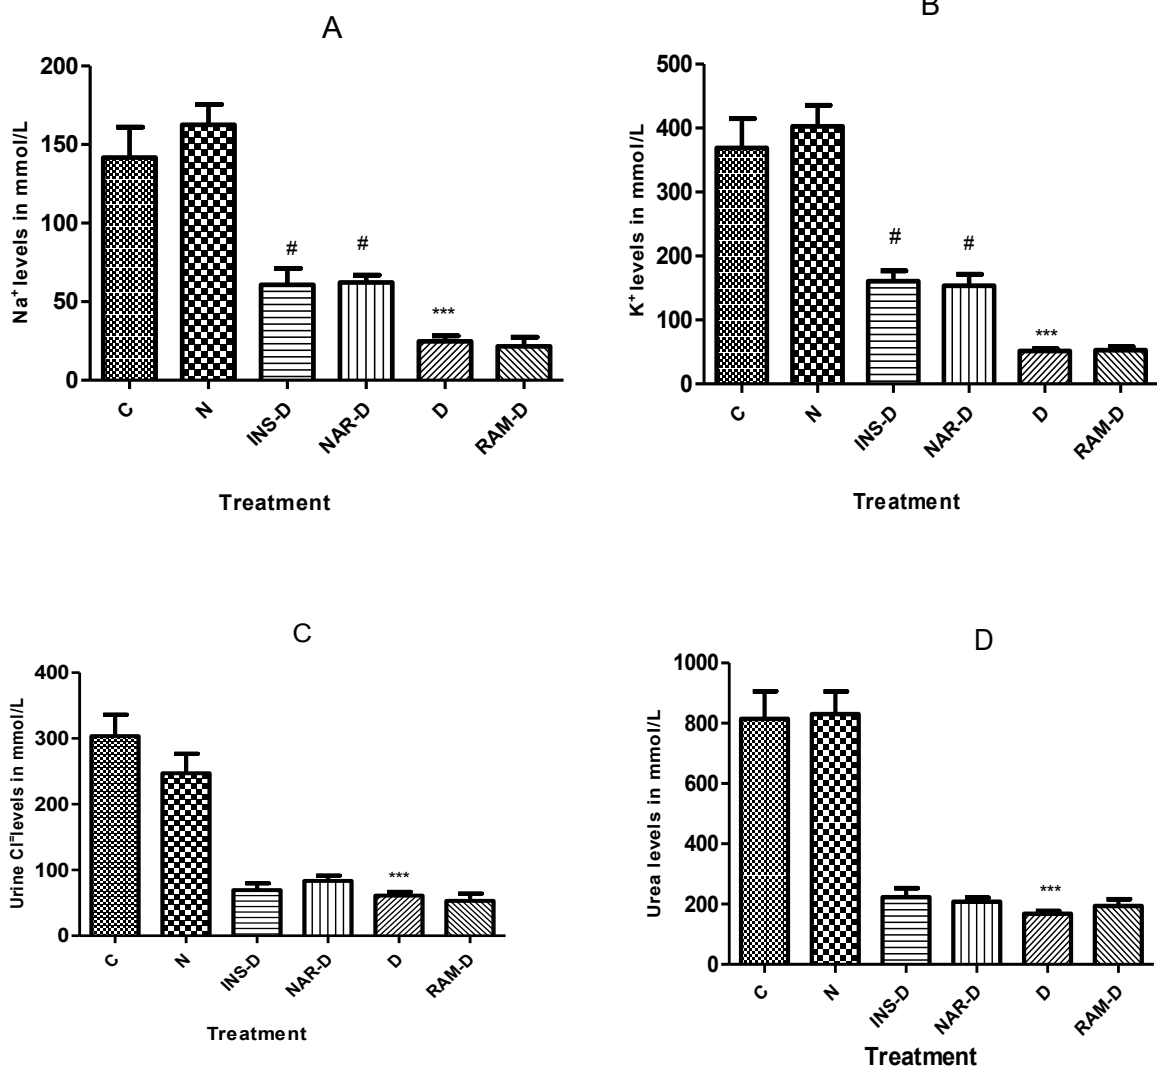 A
Na+ levels in mmol/L
200
150
100
50
0
#
#
***
C
N
INS-D
NAR-D
D
RAM-D
Treatment
B
K+ levels in mmol/L
500
400
300
200
100
0
#
#
***
C
N
INS-D
NAR-D
D
RAM-D
Treatment
C
Urine Cl=levels in mmol/L
400
300
200
100
0
***
C
N
INS-D
NAR-D
D
RAM-D
Treatment
D
Urea levels in mmol/L
1000
800
600
400
200
0
***
C
N
INS-D
NAR-D
D
RAM-D
Treatment